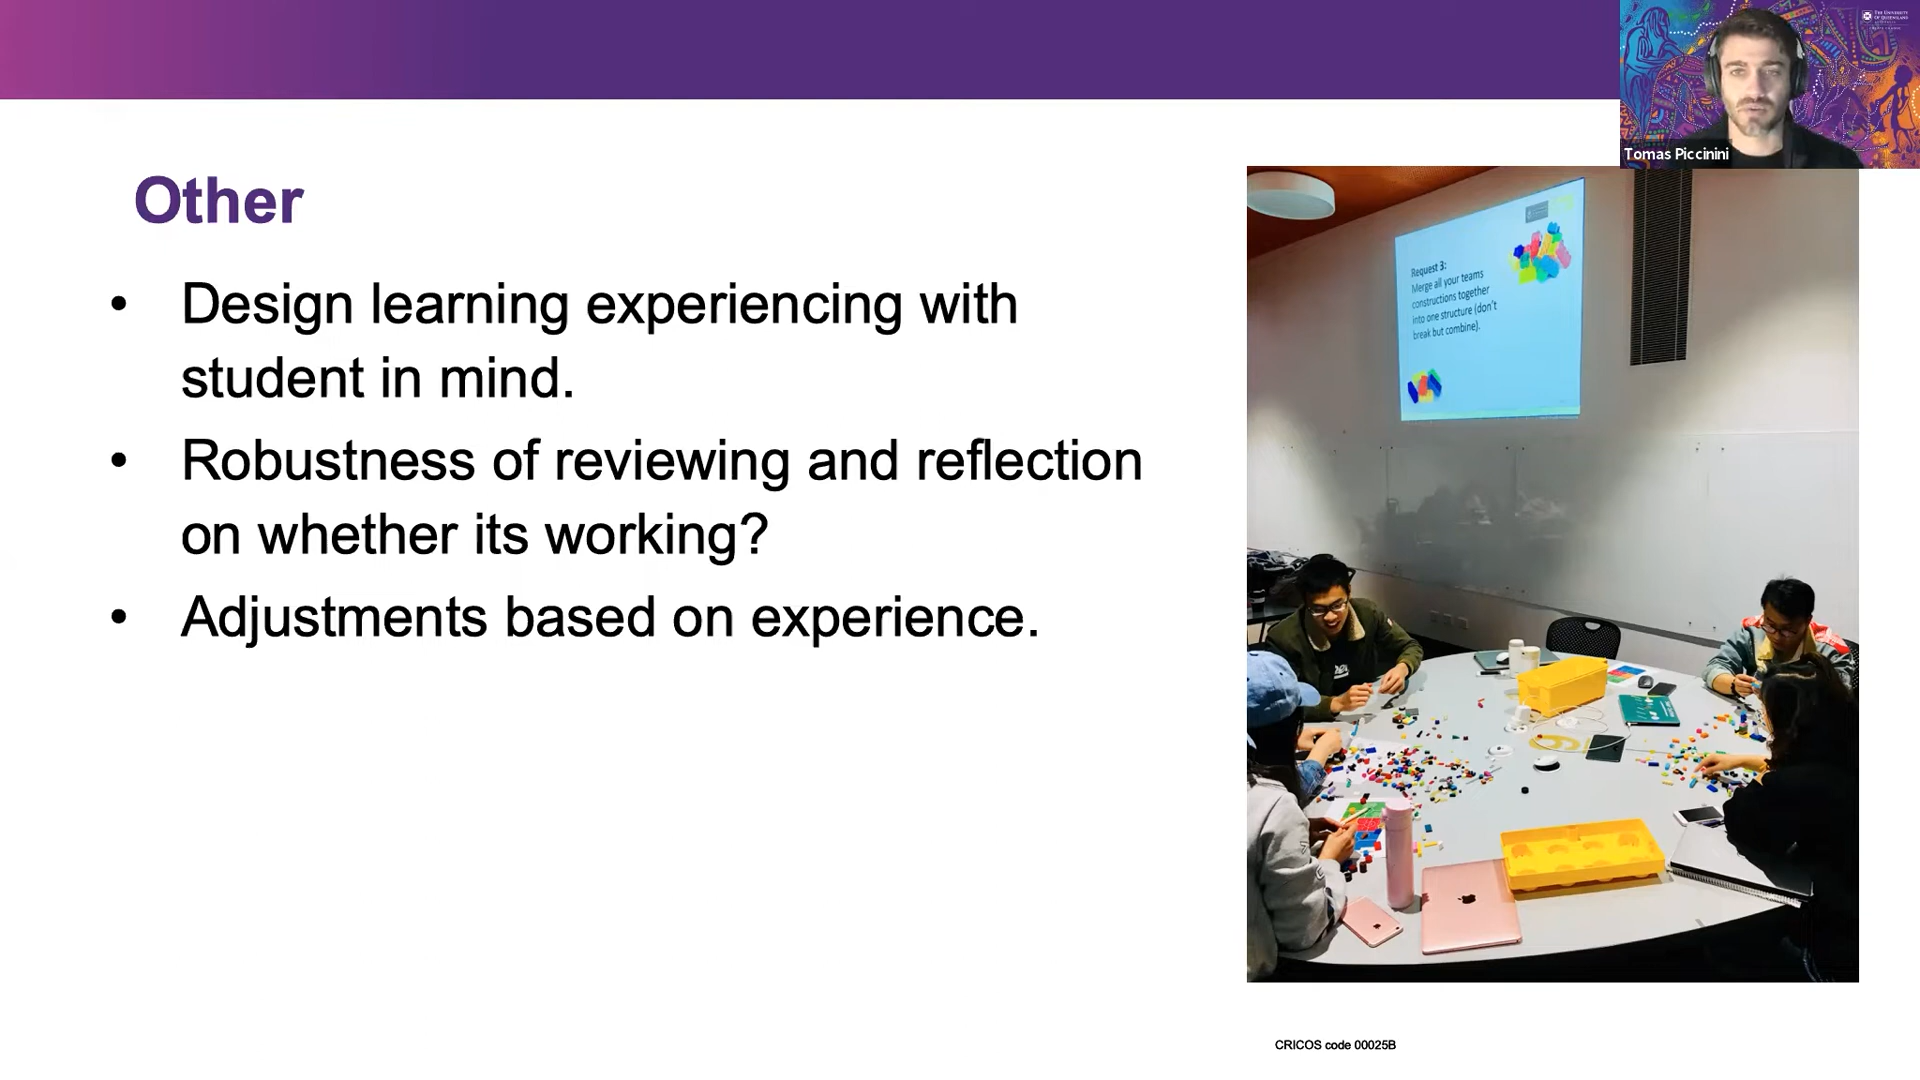 THE UNIVERSITY
OF QUEENSLAND
Tomas Piccinini
Other
• Design learning experiencing with
student in mind.
• Robustness of reviewing and reflection
on whether its working?
• Adjustments based on experience.
Request 3:
Merge all your teams
constructions together
into one structure (don't
break but combine).
CRICOS code 00025B